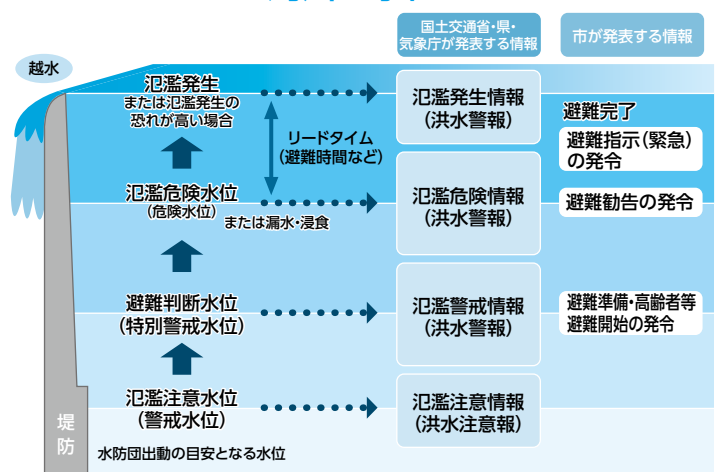 国土交通省・県・
気象庁が発表する情報
市が発表する情報
越水
氾濫発生
または氾濫発生の
恐れが高い場合
氾濫発生情報
(洪水警報)
避難完了
避難指示(緊急)
の発令
リードタイム
(避難時間など)
氾濫危険水位
(危険水位)
または漏水・浸食
氾濫危険情報
(洪水警報)
避難勧告の発令
避難判断水位
(特別警戒水位)
氾濫警戒情報
(洪水警報)
避難準備・高齢者等
避難開始の発令
氾濫注意水位
(警戒水位)
氾濫注意情報
(洪水注意報)
堤防
水防団出動の目安となる水位